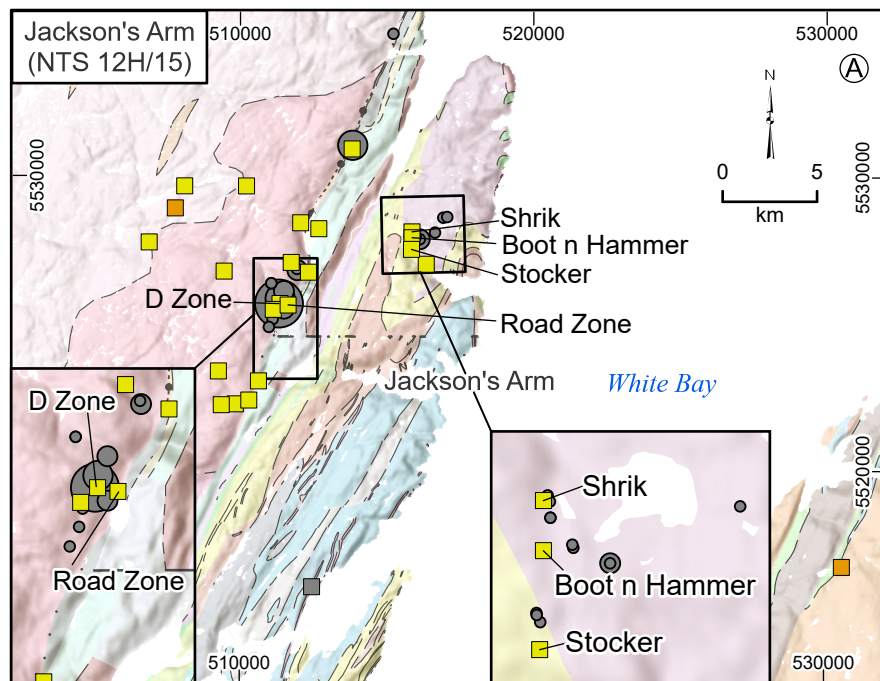 Jackson's Arm
(NTS 12H/15)
510000
520000
530000
A
N
0
5
km
5530000
5530000
Shrik
Boot n Hammer
Stocker
D Zone
Road Zone
Jackson's Arm
White Bay
D Zone
Road Zone
Shrik
Boot n Hammer
Stocker
5520000
510000
530000